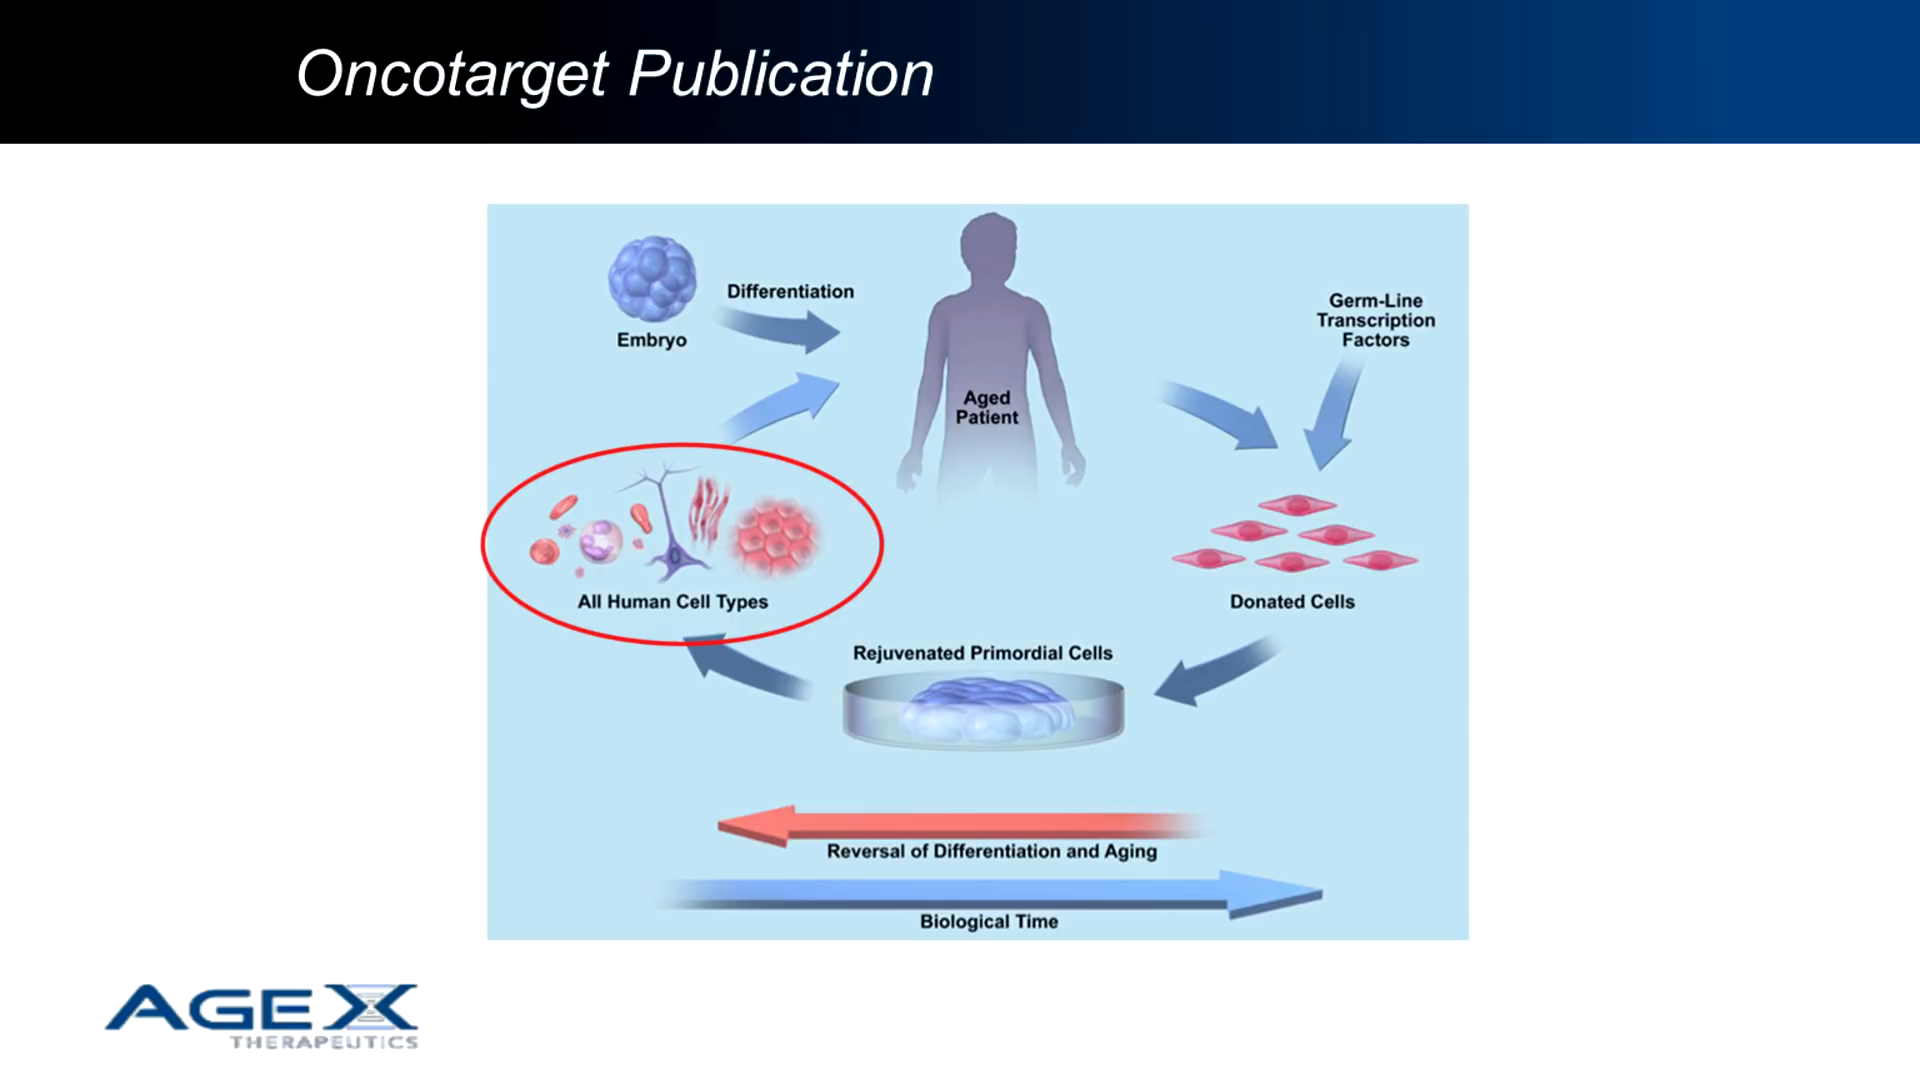 Oncotarget Publication
Differentiation
Embryo
Germ-Line
Transcription
Factors
Aged
Patient
All Human Cell Types
Donated Cells
Rejuvenated Primordial Cells
Reversal of Differentiation and Aging
Biological Time
AGEX
THERAPEUTICS